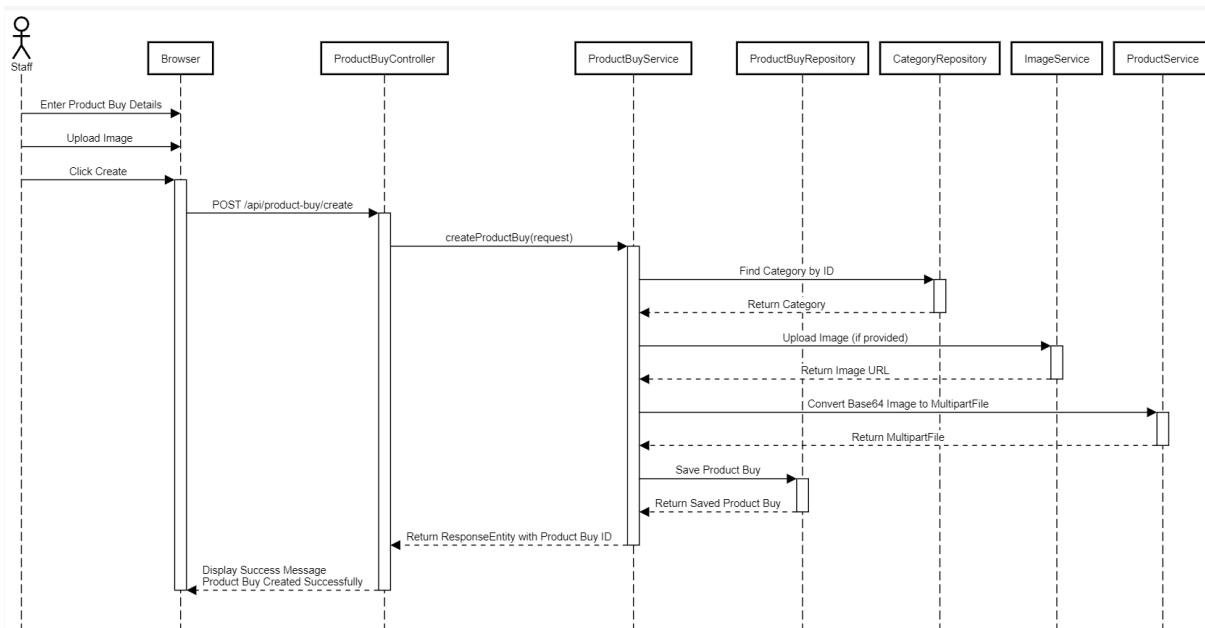 Staff
Browser
ProductBuyController
ProductBuyService
ProductBuyRepository
CategoryRepository
ImageService
ProductService
Enter Product Buy Details
Upload Image
Click Create
POST /api/product-buy/create
createProductBuy(request)
Find Category by ID
Return Category
Upload Image (if provided)
Return Image URL
Convert Base64 Image to MultipartFile
Return MultipartFile
Save Product Buy
Return Saved Product Buy
Return ResponseEntity with Product Buy ID
Display Success Message
Product Buy Created Successfully